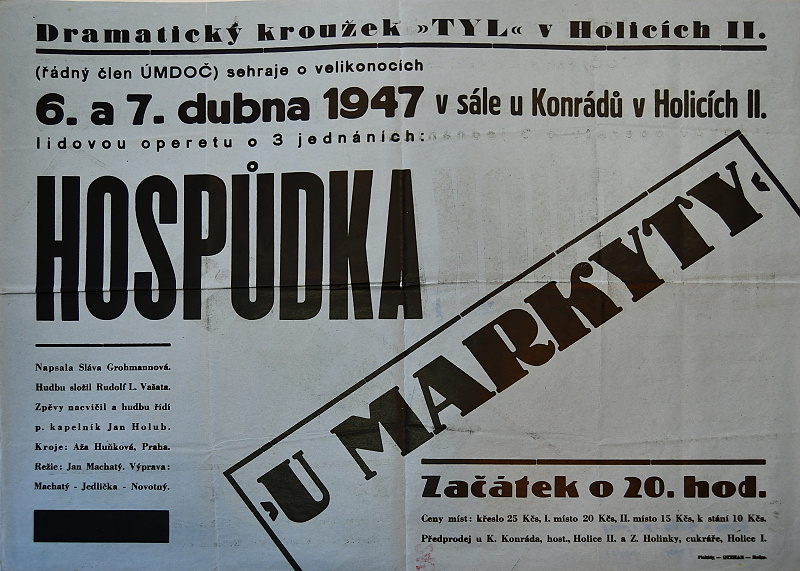 Dramatický kroužek »TYL« v Holicích II.
(řádný člen ÚMDOČ) sehraje o velikonocích
6. a 7. dubna 1947 v sále u Konrádů v Holicích II.
lidovou operetu o 3 jednáních:
HOSPŮDKA
»U MARKYTY«
Napsala Sláva Grohmannová.
Hudbu složil Rudolf L. Vašata.
Zpěvy nacvičil a hudbu řídí
p. kapelník Jan Holub.
Kroje: Aža Huňková, Praha.
Režie: Jan Machatý. Výprava:
Machatý - Jedlička - Novotný.
Začátek o 20. hod.
Ceny míst: křeslo 25 Kčs, I. místo 20 Kčs, II. místo 15 Kčs, k stání 10 Kčs.
Předprodej u K. Konráda, host., Holice II. a Z. Holinky, cukráře, Holice I.